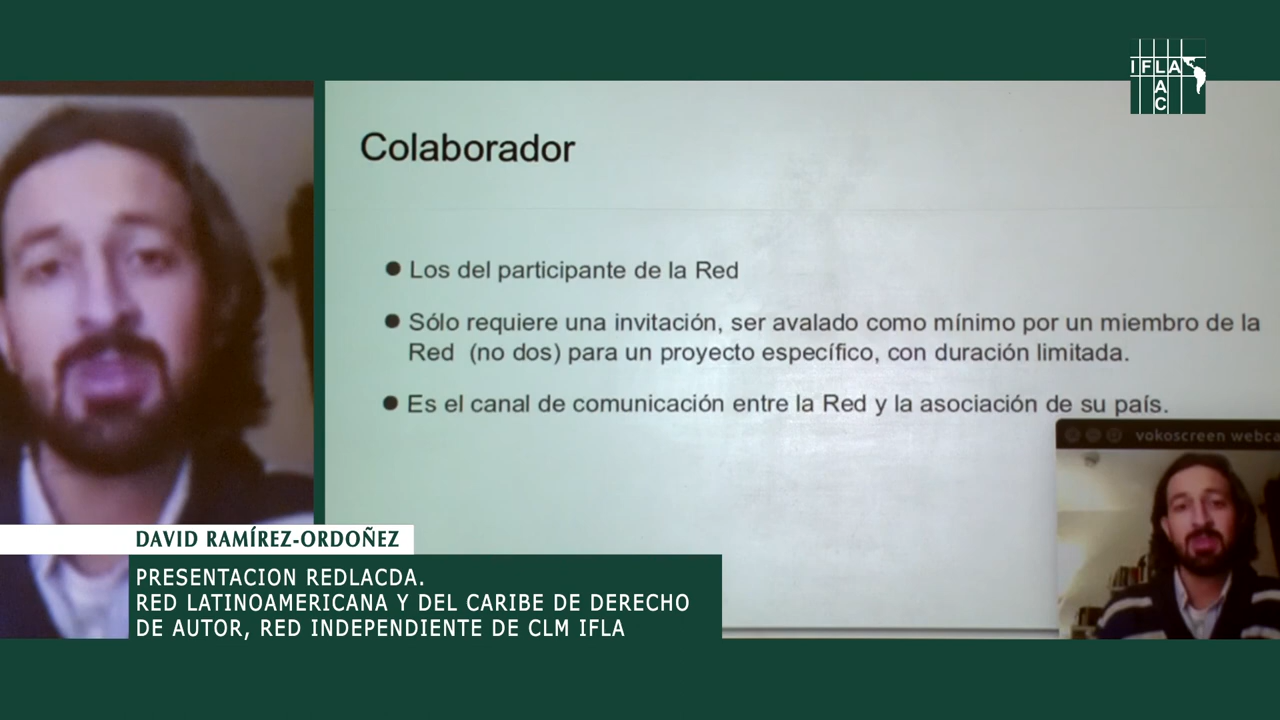 IFLA
LAC
Colaborador
Los del participante de la Red
Sólo requiere una invitación, ser avalado como mínimo por un miembro de la
Red (no dos) para un proyecto específico, con duración limitada.
Es el canal de comunicación entre la Red y la asociación de su país.
vokoscreen webca
DAVID RAMÍREZ-ORDOÑEZ
PRESENTACION REDLACDA.
RED LATINOAMERICANA Y DEL CARIBE DE DERECHO
DE AUTOR, RED INDEPENDIENTE DE CLM IFLA